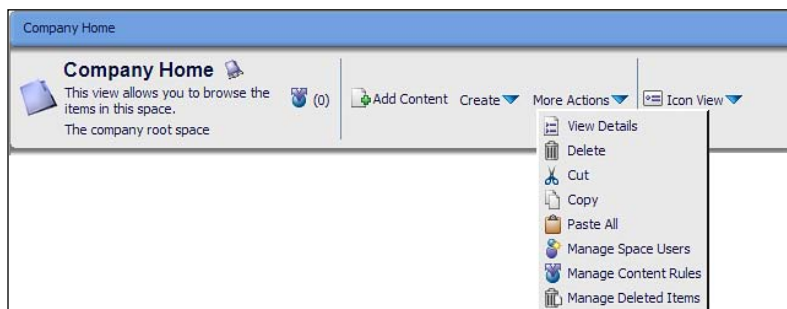 Company Home
Company Home
This view allows you to browse the
items in this space.
The company root space
(0)
Add Content
Create
More Actions
Icon View
View Details
Delete
Cut
Copy
Paste All
Manage Space Users
Manage Content Rules
Manage Deleted Items